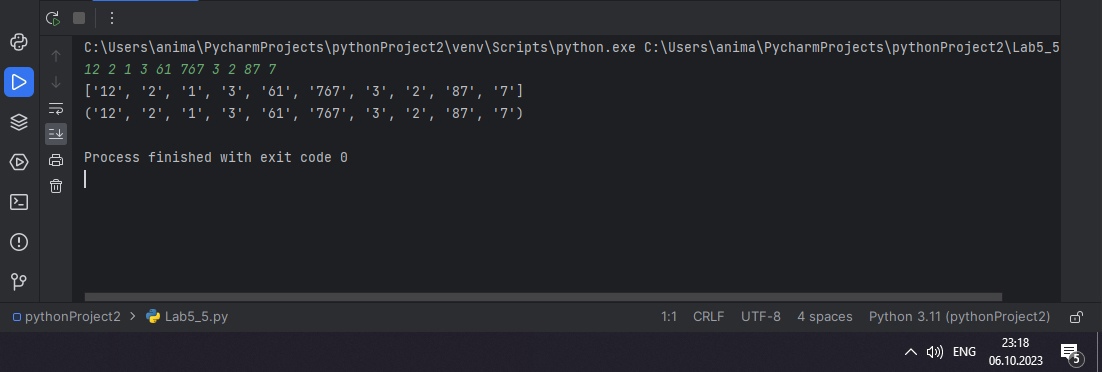 C:\Users\anima\PycharmProjects\pythonProject2\venv\Scripts\python.exe C:\Users\anima\PycharmProjects\pythonProject2\Lab5_5
12 2 1 3 61 767 3 2 87 7
['12', '2', '1', '3', '61', '767', '3', '2', '87', '7']
('12', '2', '1', '3', '61', '767', '3', '2', '87', '7')
Process finished with exit code 0
pythonProject2 > Lab5_5.py 1:1 CRLF UTF-8 4 spaces Python 3.11 (pythonProject2)
ENG 23:18
06.10.2023 5